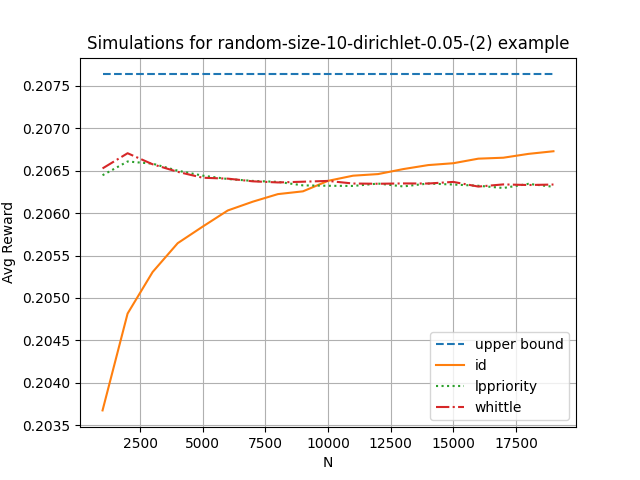 Simulations for random-size-10-dirichlet-0.05-(2) example
Avg Reward
0.2075
0.2070
0.2065
0.2060
0.2055
0.2050
0.2045
0.2040
0.2035
upper bound
id
lppriority
whittle
2500
5000
7500
10000
12500
15000
17500
N